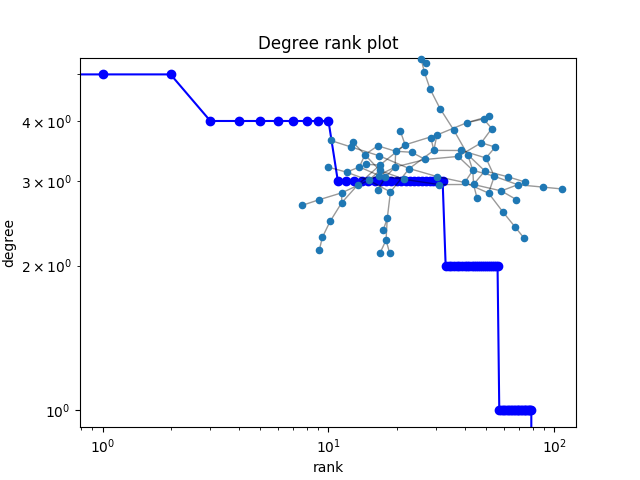 Degree rank plot
degree
4 × 10⁰
3 × 10⁰
2 × 10⁰
10⁰
10⁰
10¹
10²
rank